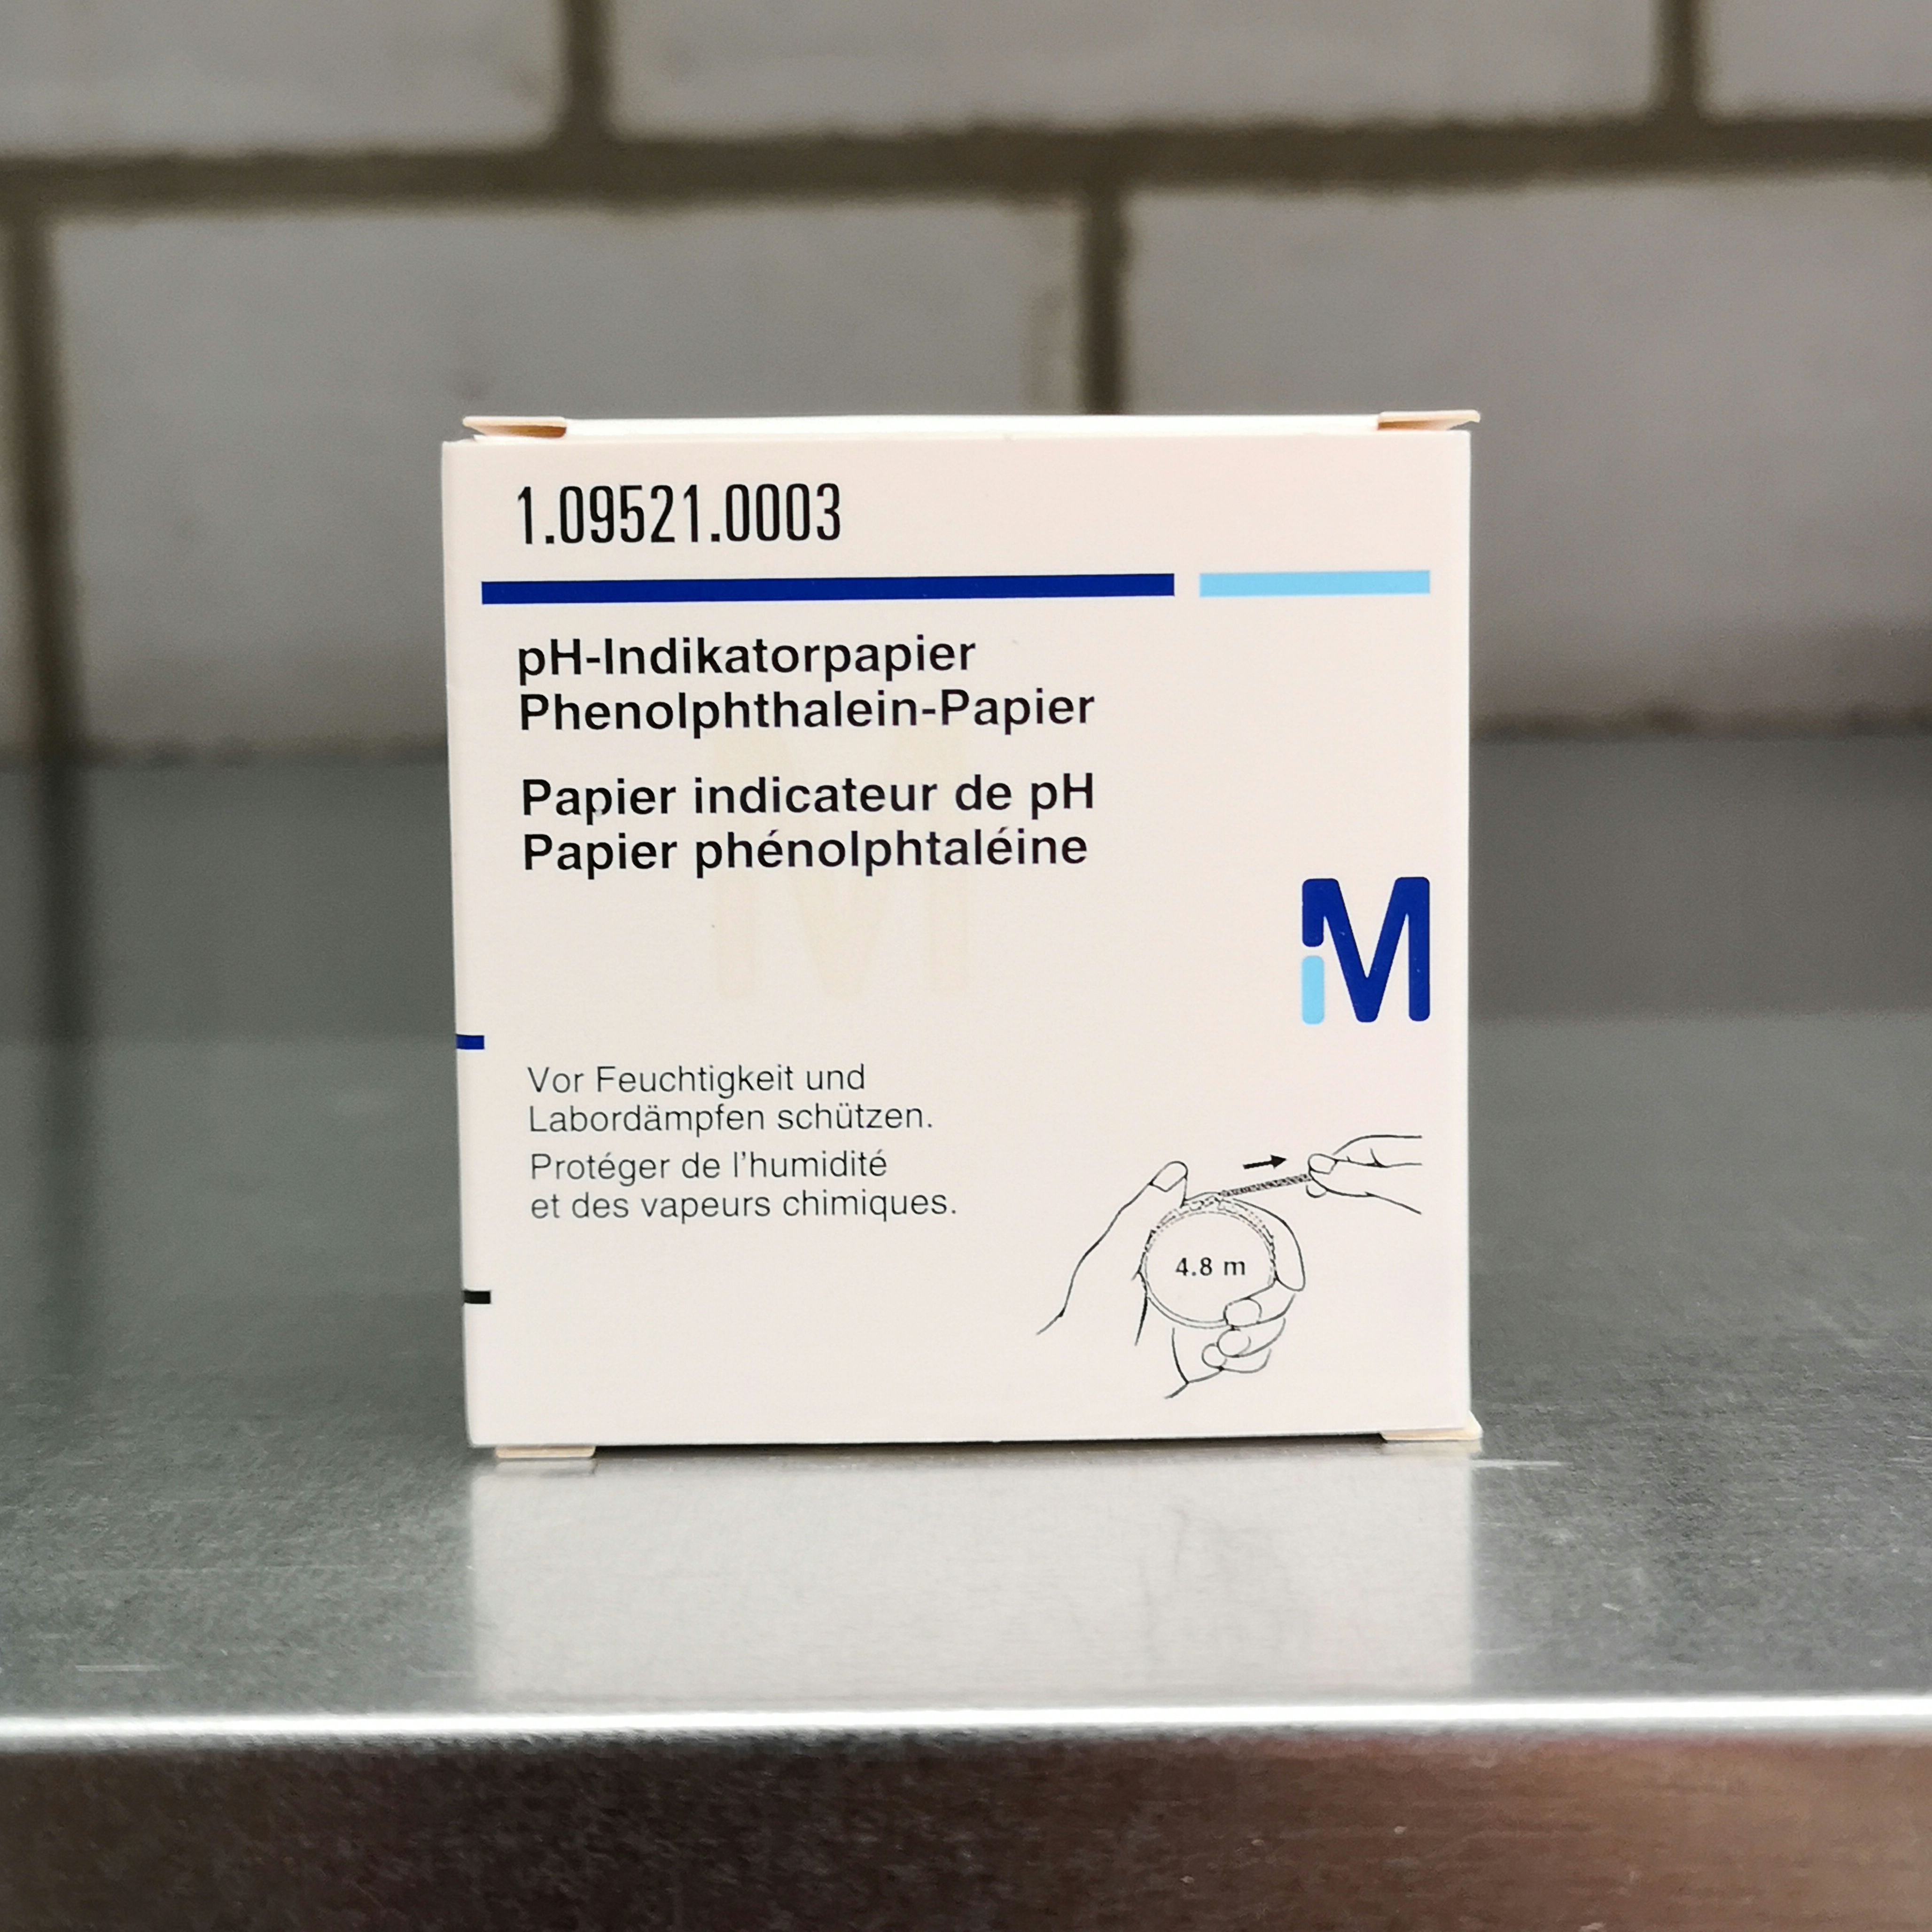 1.09521.0003
pH-Indikatorpapier
Phenolphthalein-Papier
Papier indicateur de pH
Papier phénolphtaléine
M
Vor Feuchtigkeit und
Labordämpfen schützen.
Protéger de l'humidité
et des vapeurs chimiques.
4.8 m